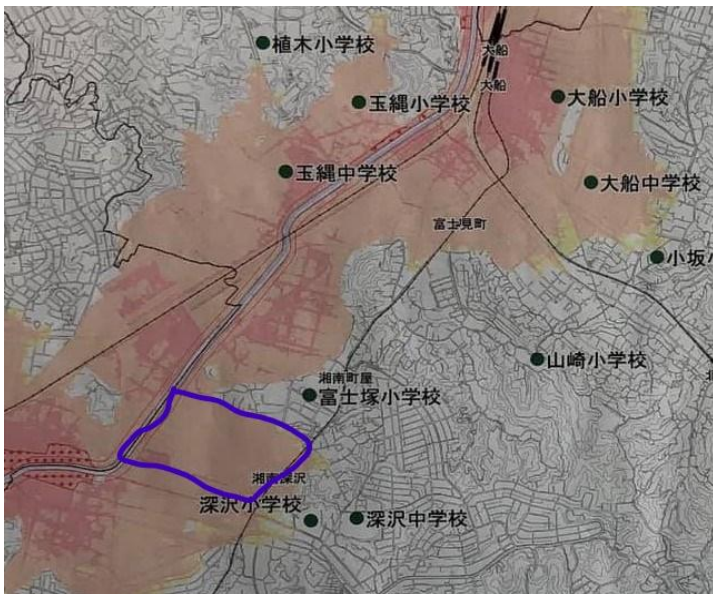 植木小学校
大船
大船
玉縄小学校
大船小学校
玉縄中学校
大船中学校
富士見町
小坂小
山崎小学校
湘南町屋
富士塚小学校
北
湘南深沢
深沢小学校
深沢中学校